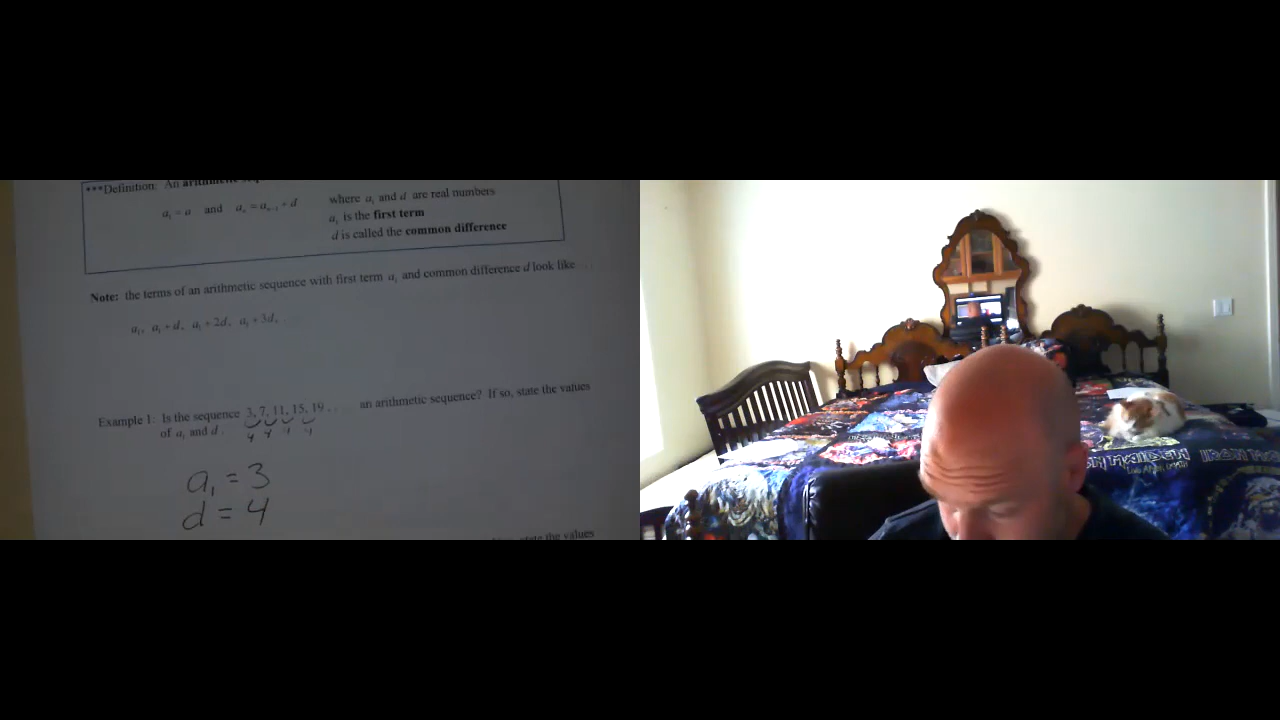 ***Definition: An arithmetic
a₁ = a and aₙ = aₙ₋₁ + d where a₁ and d are real numbers
a₁ is the first term
d is called the common difference
Note: the terms of an arithmetic sequence with first term a₁ and common difference d look like . . .
a₁, a₁ + d, a₁ + 2d, a₁ + 3d, . . .
Example 1: Is the sequence 3, 7, 11, 15, 19 . . . an arithmetic sequence? If so, state the values
of a₁ and d.
4 4 4 4
a₁ = 3
d = 4
state the values
IRON MAIDEN IRON